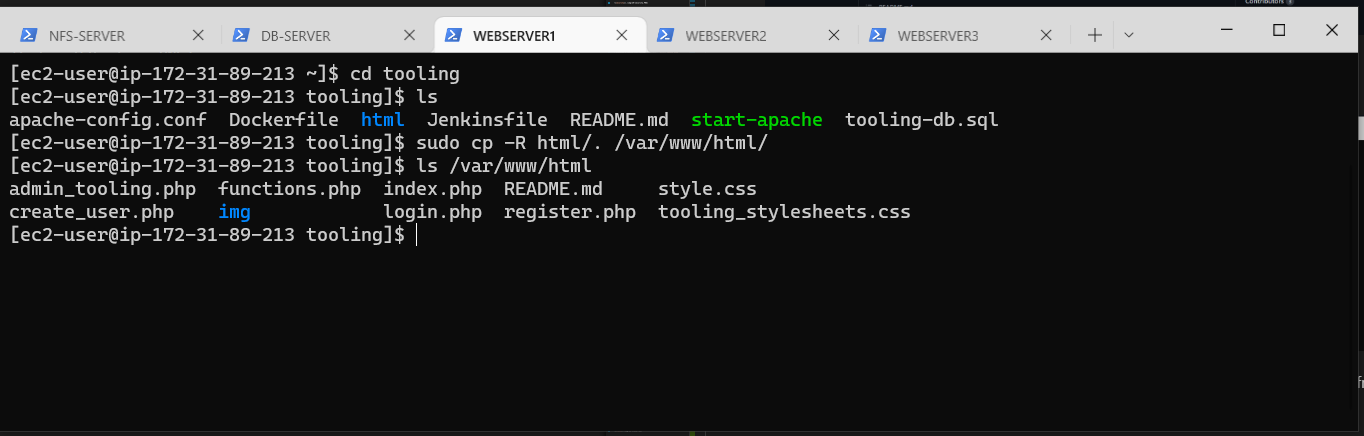 Contributors
NFS-SERVER DB-SERVER WEBSERVER1 WEBSERVER2 WEBSERVER3
[ec2-user@ip-172-31-89-213 ~]$ cd tooling
[ec2-user@ip-172-31-89-213 tooling]$ ls
apache-config.conf Dockerfile html Jenkinsfile README.md start-apache tooling-db.sql
[ec2-user@ip-172-31-89-213 tooling]$ sudo cp -R html/. /var/www/html/
[ec2-user@ip-172-31-89-213 tooling]$ ls /var/www/html
admin_tooling.php functions.php index.php README.md style.css
create_user.php img login.php register.php tooling_stylesheets.css
[ec2-user@ip-172-31-89-213 tooling]$